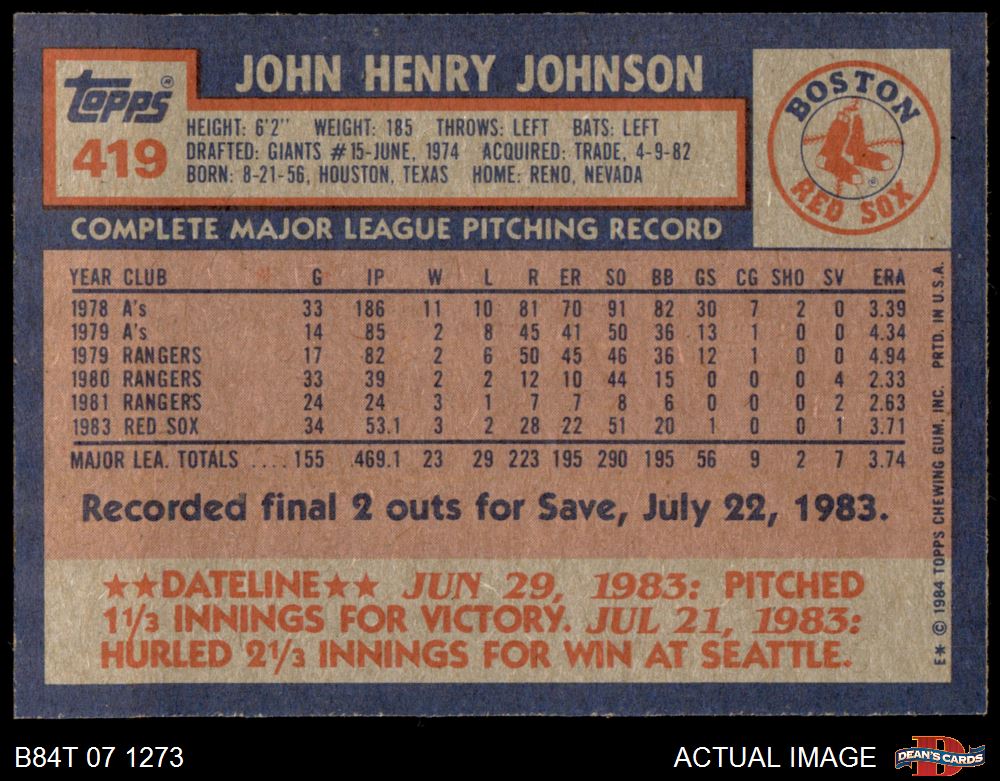 topps®
419
JOHN HENRY JOHNSON
HEIGHT: 6'2" WEIGHT: 185 THROWS: LEFT BATS: LEFT
DRAFTED: GIANTS #15-JUNE, 1974 ACQUIRED: TRADE, 4-9-82
BORN: 8-21-56, HOUSTON, TEXAS HOME: RENO, NEVADA
BOSTON
RED SOX
®
COMPLETE MAJOR LEAGUE PITCHING RECORD
YEAR CLUB G IP W L R ER SO BB GS CG SHO SV ERA
1978 A's 33 186 11 10 81 70 91 82 30 7 2 0 3.39
1979 A's 14 85 2 8 45 41 50 36 13 1 0 0 4.34
1979 RANGERS 17 82 2 6 50 45 46 36 12 1 0 0 4.94
1980 RANGERS 33 39 2 2 12 10 44 15 0 0 0 4 2.33
1981 RANGERS 24 24 3 1 7 7 8 6 0 0 0 2 2.63
1983 RED SOX 34 53.1 3 2 28 22 51 20 1 0 0 1 3.71
MAJOR LEA. TOTALS .... 155 469.1 23 29 223 195 290 195 56 9 2 7 3.74
Recorded final 2 outs for Save, July 22, 1983.
★★DATELINE★★ JUN 29, 1983: PITCHED
1⅓ INNINGS FOR VICTORY. JUL 21, 1983:
HURLED 2⅓ INNINGS FOR WIN AT SEATTLE.
E* © 1984 TOPPS CHEWING GUM, INC. PRTD. IN U.S.A.
B84T 07 1273
ACTUAL IMAGE
D
DEAN'S CARDS